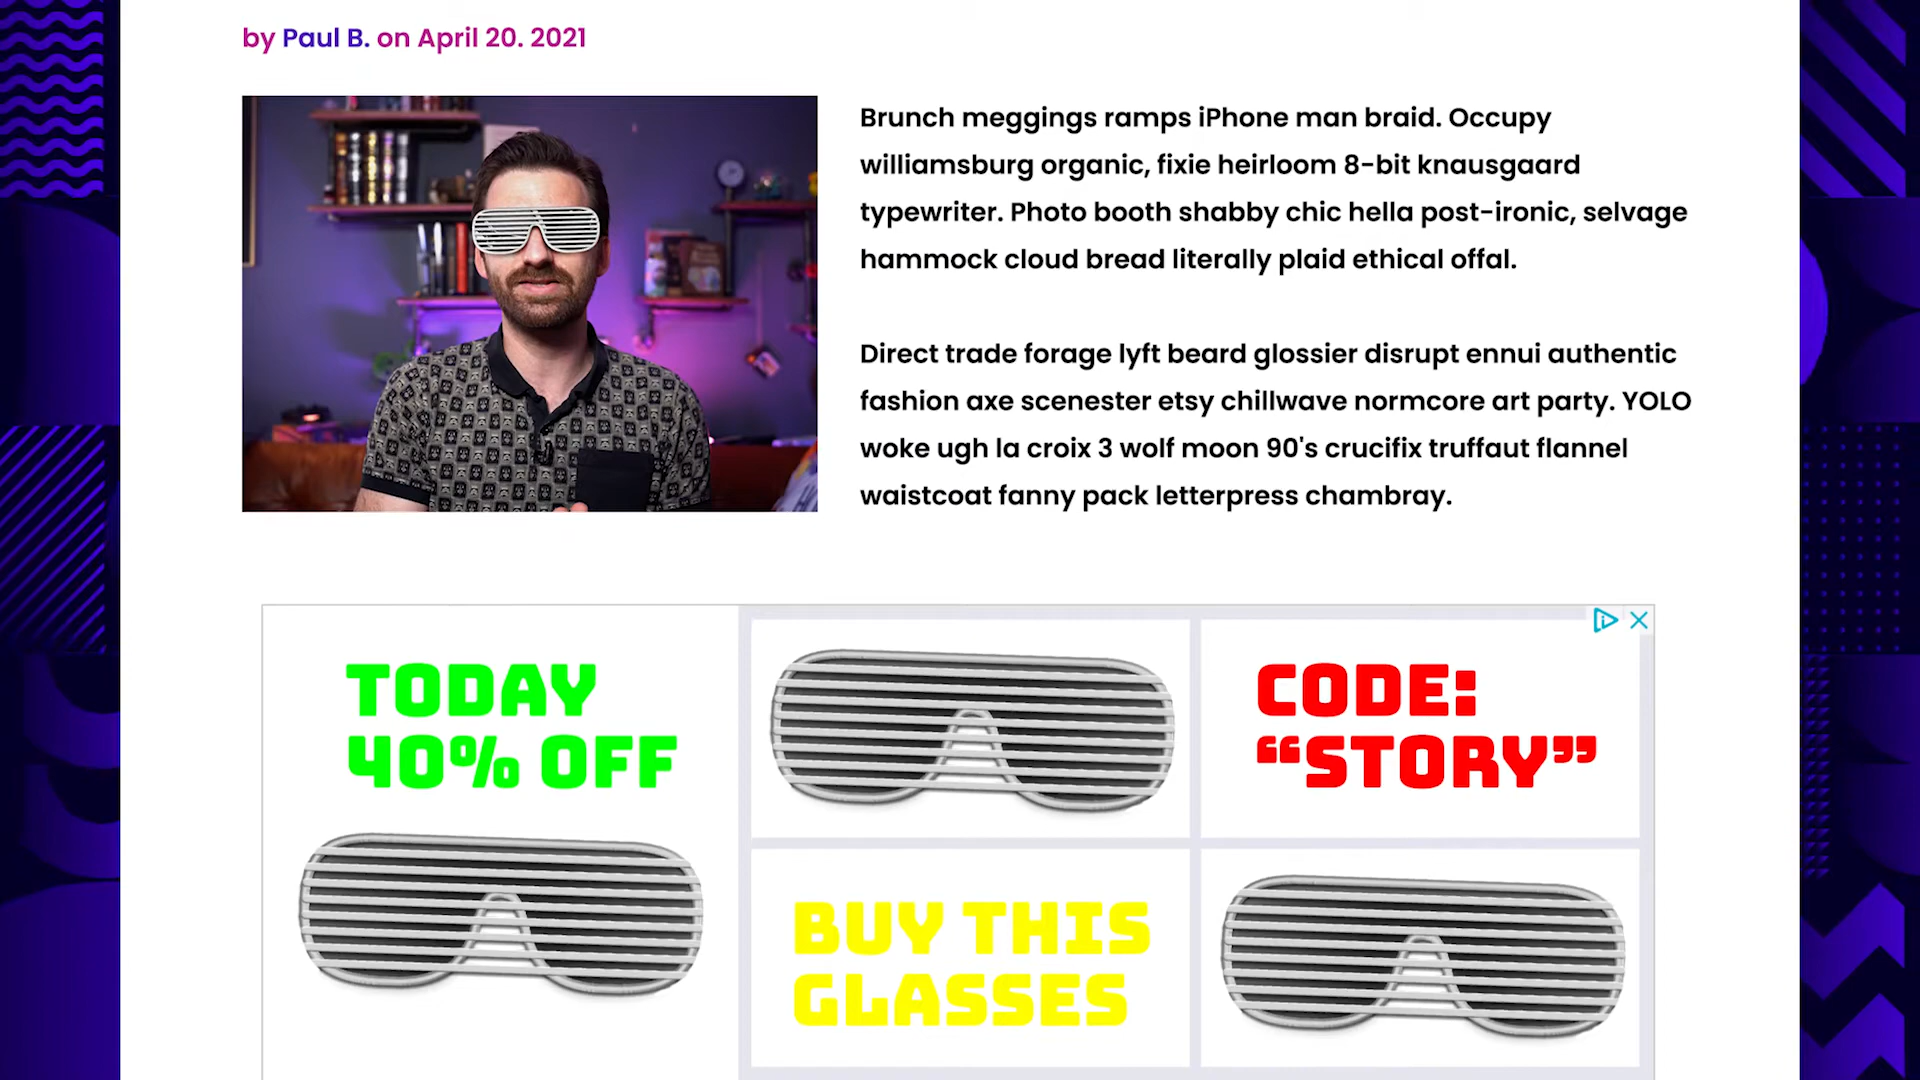 by Paul B. on April 20. 2021
Brunch meggings ramps iPhone man braid. Occupy
williamsburg organic, fixie heirloom 8-bit knausgaard
typewriter. Photo booth shabby chic hella post-ironic, selvage
hammock cloud bread literally plaid ethical offal.
Direct trade forage lyft beard glossier disrupt ennui authentic
fashion axe scenester etsy chillwave normcore art party. YOLO
woke ugh la croix 3 wolf moon 90's crucifix truffaut flannel
waistcoat fanny pack letterpress chambray.
TODAY
40% OFF
CODE:
“STORY”
BUY THIS
GLASSES